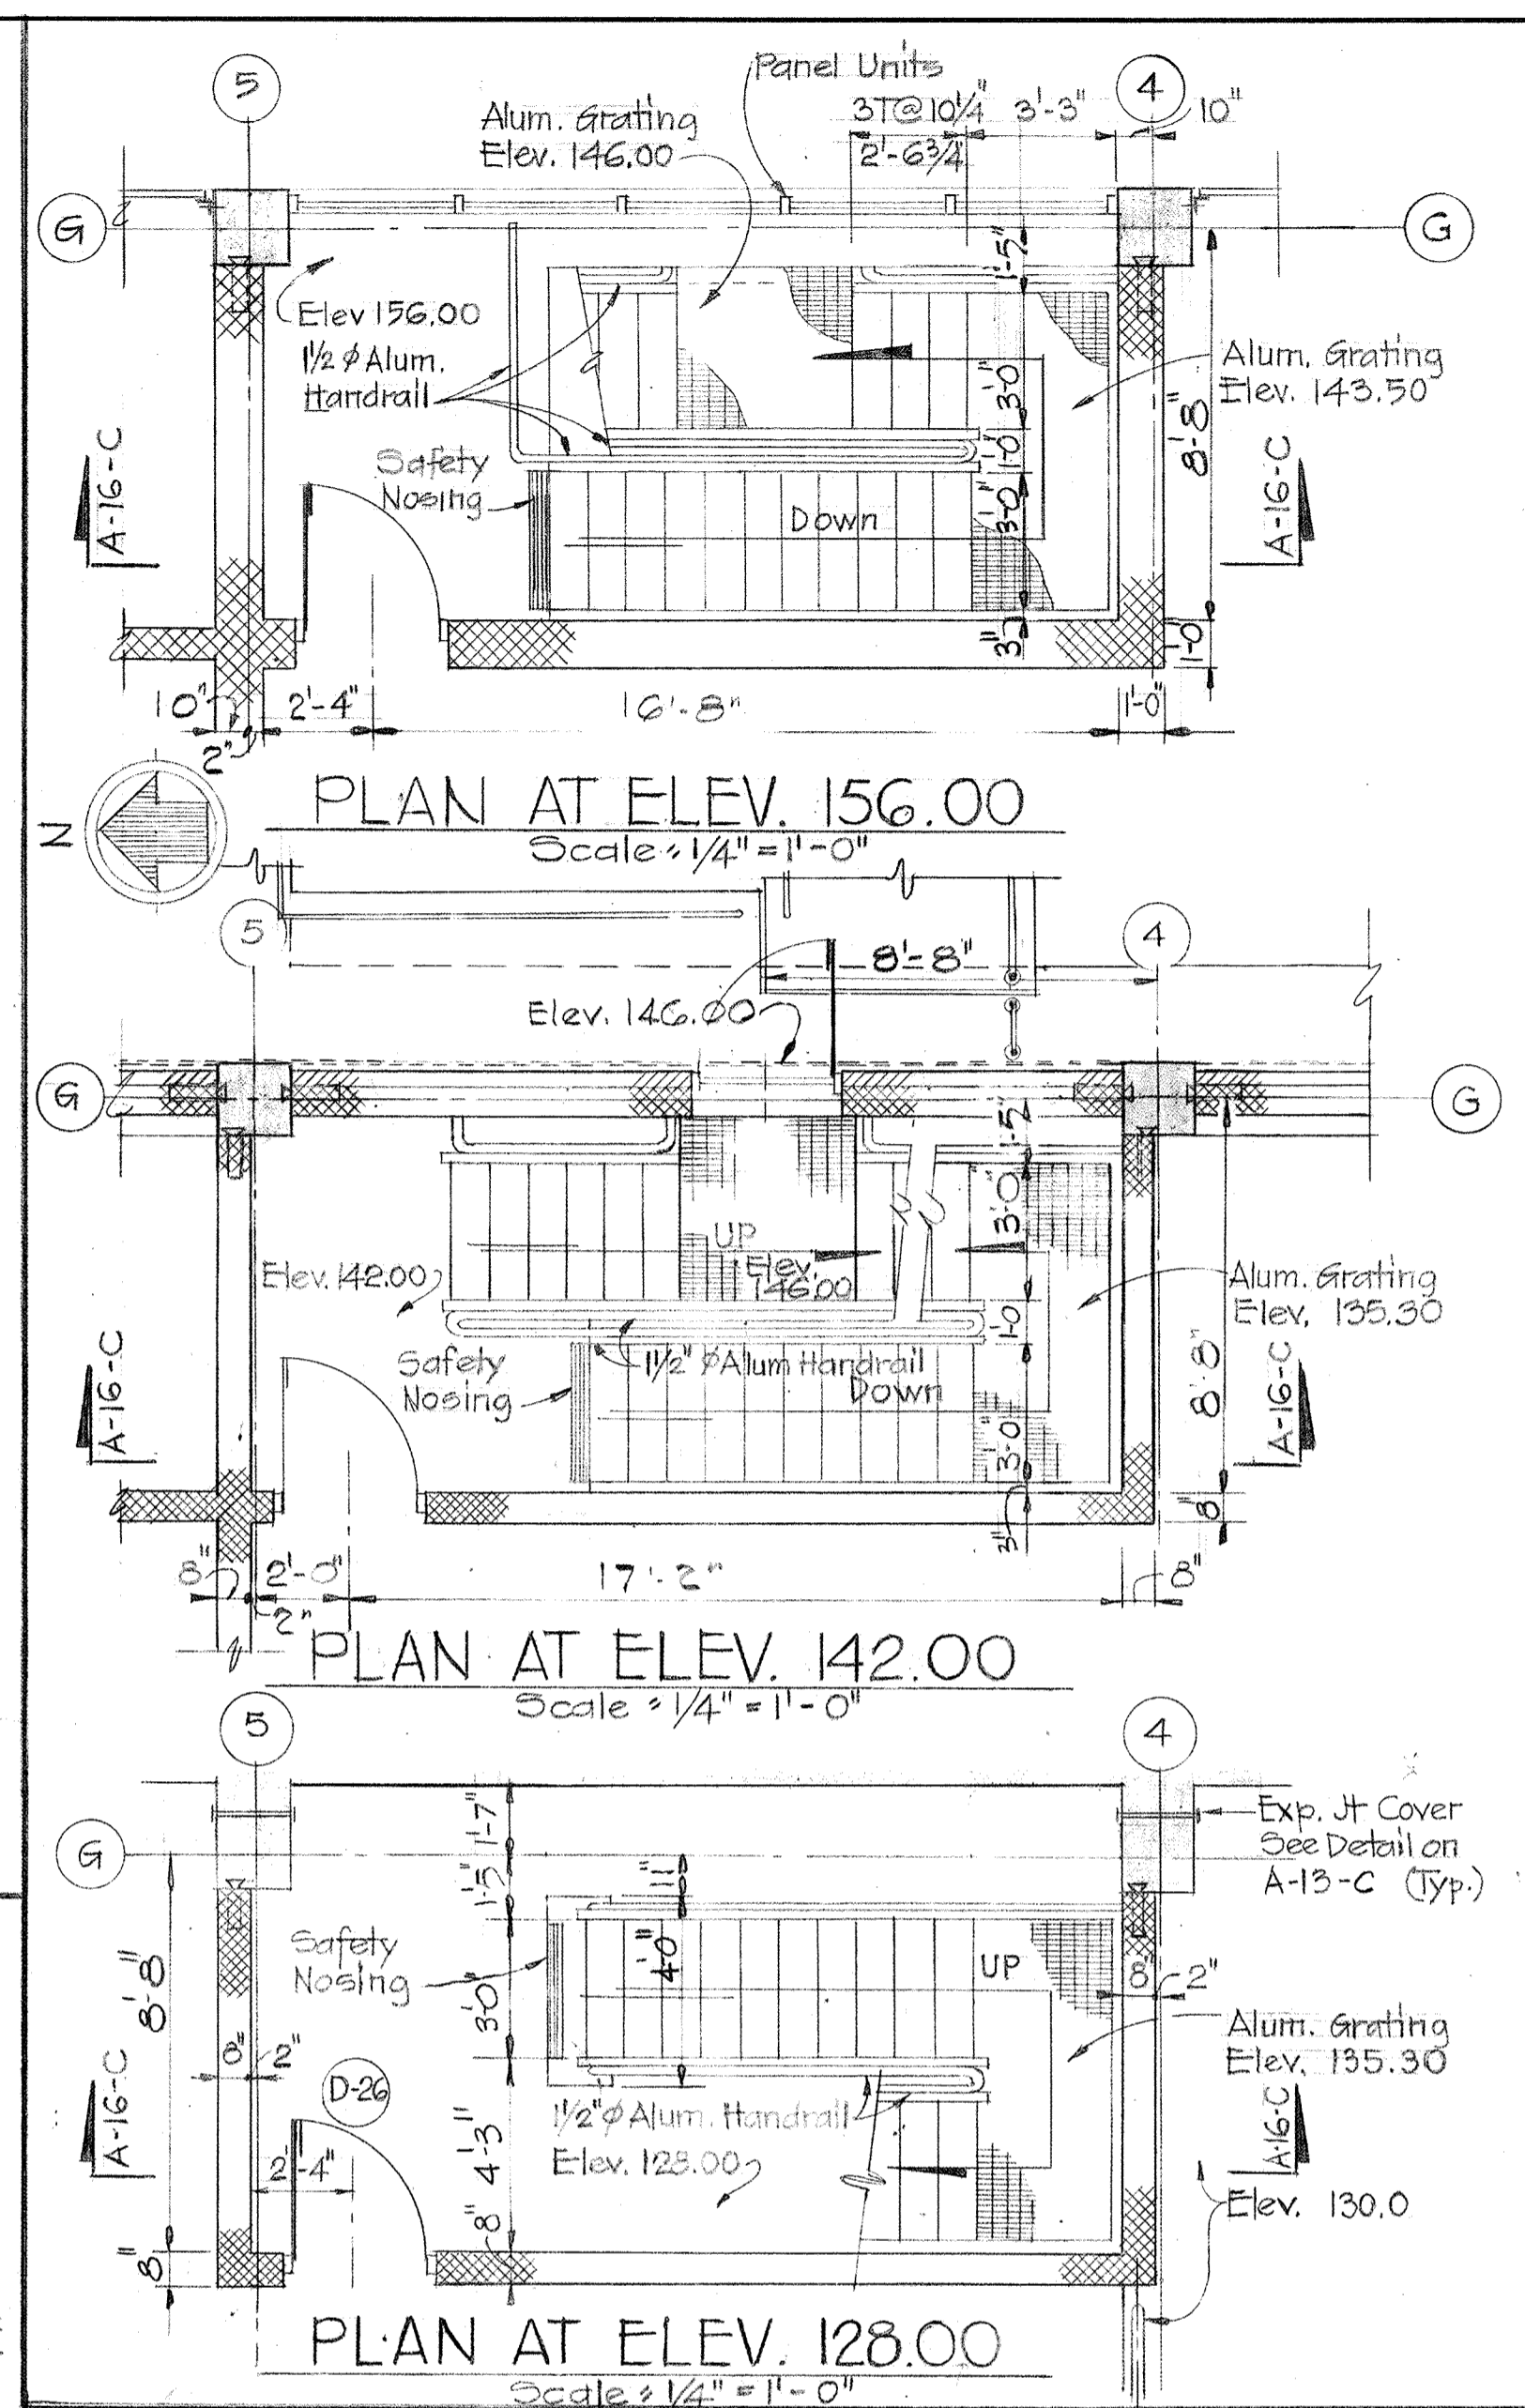 5
Panel Units
4
10"
Alum. Grating
Elev. 146.00
3T@10 1/4"
3'-3"
2'-6 3/4"
G
G
1'-5"
Elev 156.00
1 1/2 ϕ Alum.
Handrail
3'-0"
Alum. Grating
Elev. 143.50
8'-8"
A-16-C
Safety
Nosing
1'-0"
3'-0"
Down
A-16-C
3"
1'-0"
10"
2'-4"
16'-8"
1'-0"
2"
PLAN AT ELEV. 156.00
Scale: 1/4" = 1'-0"
N
5
4
8'-8"
Elev. 146.00
G
G
1'-5"
3'-0"
UP
Elev.
146.00
Elev. 142.00
Alum. Grating
Elev. 135.30
1'-0
Safety
Nosing
1 1/2" ϕ Alum Handrail
Down
8'-8"
A-16-C
A-16-C
3'-0"
3"
8"
8"
2'-0"
17'-2"
8"
2"
PLAN AT ELEV. 142.00
Scale: 1/4" = 1'-0"
5
4
1'-7"
Exp. Jt Cover
See Detail on
A-13-C (Typ.)
G
1'-5"
11"
Safety
Nosing
4'-0"
UP
8"
2"
3'-0"
8'-8"
Alum. Grating
Elev. 135.30
8"
2"
D-26
A-16-C
1 1/2" ϕ Alum. Handrail
Elev. 128.00
4'-3"
A-16-C
2'-4"
Elev. 130.0
8"
8"
PLAN AT ELEV. 128.00
Scale: 1/4" = 1'-0"